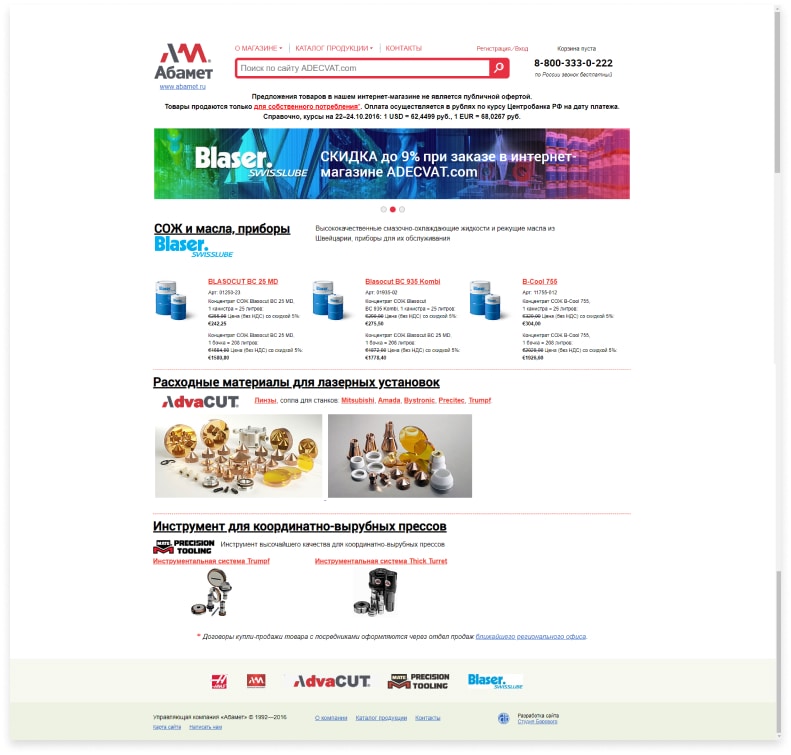 О МАГАЗИНЕ
КАТАЛОГ ПРОДУКЦИИ
КОНТАКТЫ
Регистрация/Вход
Корзина пуста
Абамет
www.abamet.ru
Поиск по сайту ADECVAT.com
8-800-333-0-222
по России звонок бесплатный
Предложения товаров в нашем интернет-магазине не является публичной офертой.
Товары продаются только для собственного потребления*. Оплата осуществляется в рублях по курсу Центробанка РФ на дату платежа.
Справочно, курсы на 22–24.10.2016: 1 USD = 62,4499 руб., 1 EUR = 68,0267 руб.
Blaser.
SWISSLUBE
СКИДКА до 9% при заказе в интернет-
магазине ADECVAT.com
СОЖ и масла, приборы
Blaser.
SWISSLUBE
Высококачественные смазочно-охлаждающие жидкости и режущие масла из
Швейцарии, приборы для их обслуживания
BLASOCUT BC 25 MD
Арт: 01250-23
Концентрат СОЖ Blasocut BC 25 MD,
1 канистра = 25 литров:
Цена (без НДС) со скидкой 5%:
€242,25
Концентрат СОЖ Blasocut BC 25 MD,
1 бочка = 208 литров:
Цена (без НДС) со скидкой 5%:
Blasocut BC 935 Kombi
Арт: 01935-02
Концентрат СОЖ Blasocut
BC 935 Kombi, 1 канистра = 25 литров:
Цена (без НДС) со скидкой 5%:
€275,50
Концентрат СОЖ Blasocut BC 25 MD,
1 бочка = 208 литров:
Цена (без НДС) со скидкой 5%:
€1778,40
B-Cool 755
Арт: 11755-012
Концентрат СОЖ B-Cool 755,
1 канистра = 25 литров:
€320,00 Цена (без НДС) со скидкой 5%:
€304,00
Концентрат СОЖ B-Cool 755,
1 бочка = 208 литров:
Цена (без НДС) со скидкой 5%:
Расходные материалы для лазерных установок
AdvaCUT.
Линзы, сопла для станков: Mitsubishi, Amada, Bystronic, Precitec, Trumpf
Инструмент для координатно-вырубных прессов
MATE PRECISION
TOOLING
Инструмент высочайшего качества для координатно-вырубных прессов
Инструментальная система Trumpf
Инструментальная система Thick Turret
* Договоры купли-продажи товара с посредниками оформляются через отдел продаж ближайшего регионального офиса.
AdvaCUT.
MATE PRECISION
TOOLING
Blaser.
SWISSLUBE
Управляющая компания «Абамет» © 1992—2016
Карта сайта
Написать нам
О компании
Каталог продукции
Контакты
Разработка сайта
Студия Борового